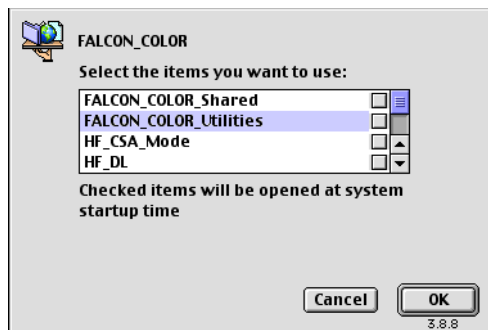 FALCON_COLOR
Select the items you want to use:
FALCON_COLOR_Shared
FALCON_COLOR_Utilities
HF_CSA_Mode
HF_DL
Checked items will be opened at system
startup time
Cancel
OK
3.8.8